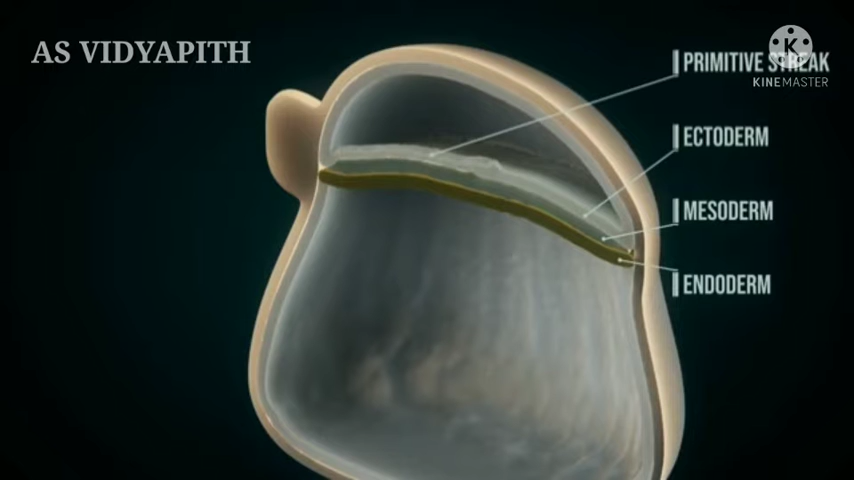 AS VIDYAPITH
PRIMITIVE STREAK
K
KINEMASTER
ECTODERM
MESODERM
ENDODERM